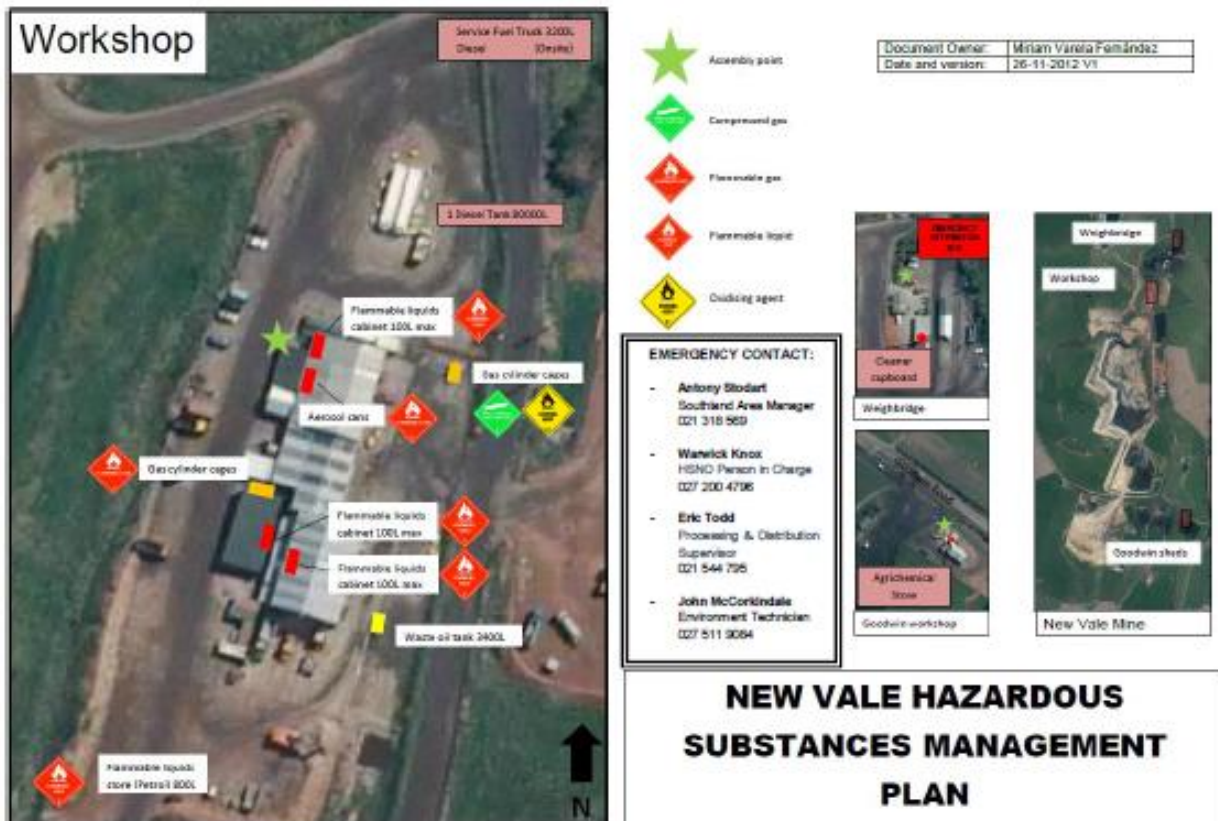 Workshop
Service Fuel Truck 3200L
Diesel (Onsite)
1 Diesel Tank 80000L
Flammable liquids
cabinet 100L max
Gas cylinder cages
Aerosol cans
Gas cylinder cages
Flammable liquids
cabinet 100L max
Flammable liquids
cabinet 100L max
Waste oil tank 3400L
Flammable liquids
store (Petrol) 800L
N
Assembly point
Compressed gas
Flammable gas
Flammable liquid
Oxidising agent
Document Owner: Miriam Varela Fernández
Date and version: 26-11-2012 V1
EMERGENCY CONTACT:
- Antony Stodart
Southland Area Manager
021 318 569
- Warwick Knox
HSNO Person in Charge
027 200 4796
- Eric Todd
Processing & Distribution
Supervisor
021 544 795
- John McCorkindale
Environment Technician
027 511 9064
EMERGENCY
Cleaner
cupboard
Weighbridge
Road
Agrichemical
Store
Goodwin workshop
Weighbridge
Workshop
Goodwin sheds
New Vale Mine
NEW VALE HAZARDOUS
SUBSTANCES MANAGEMENT
PLAN